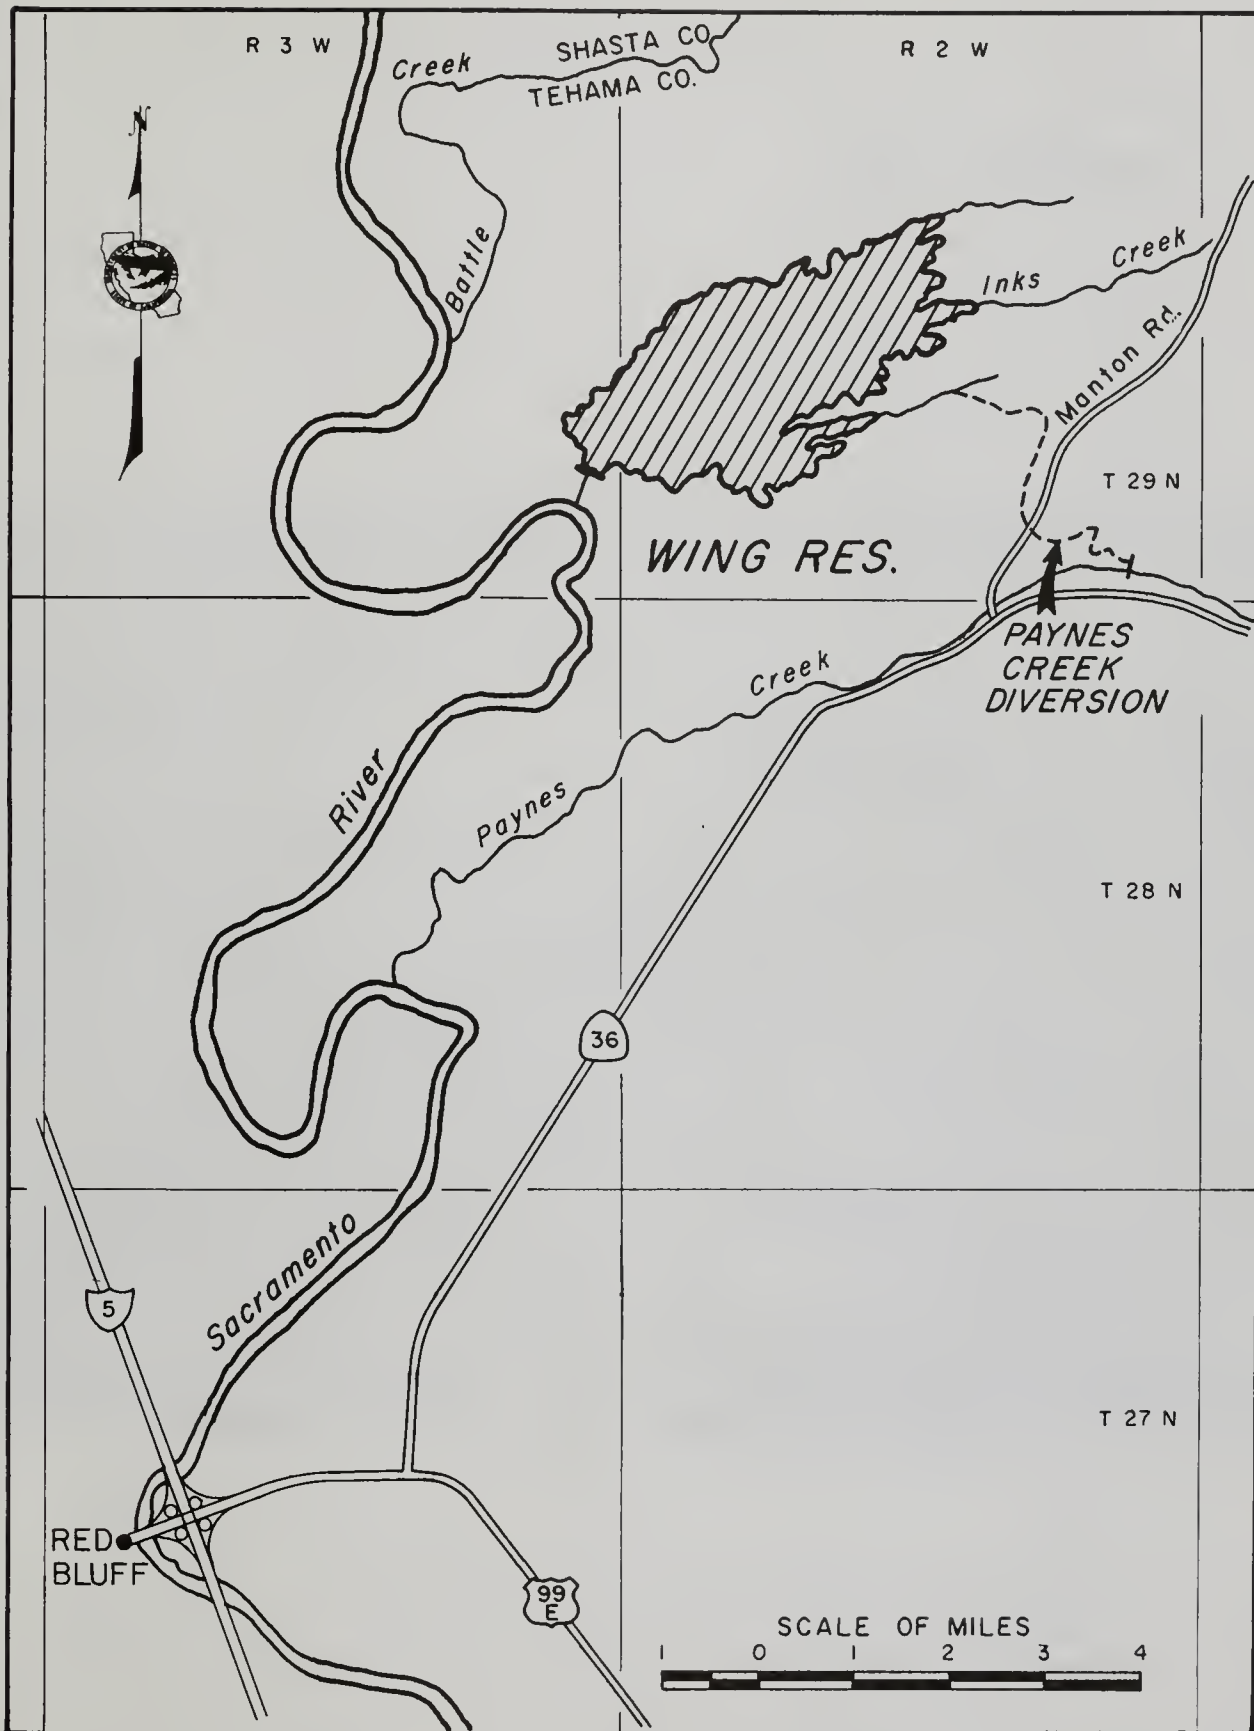 R 3 W
SHASTA CO
R 2 W
Creek
TEHAMA CO.
N
Battle
Creek
Inks
Manton Rd.
T 29 N
WING RES.
PAYNES
CREEK
DIVERSION
Creek
River
Paynes
T 28 N
36
Sacramento
5
T 27 N
RED
BLUFF
99
E
SCALE OF MILES
1 0 1 2 3 4